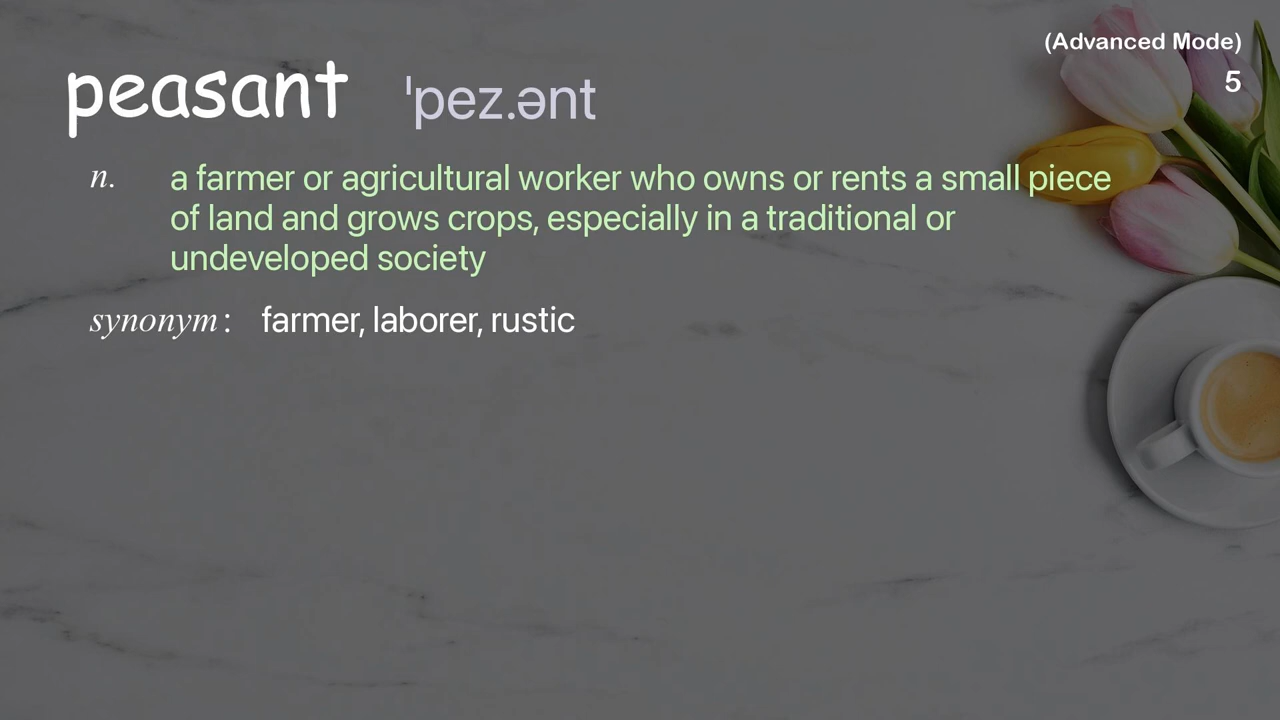 (Advanced Mode)
5
peasant ˈpez.ənt
n. a farmer or agricultural worker who owns or rents a small piece
of land and grows crops, especially in a traditional or
undeveloped society
synonym : farmer, laborer, rustic